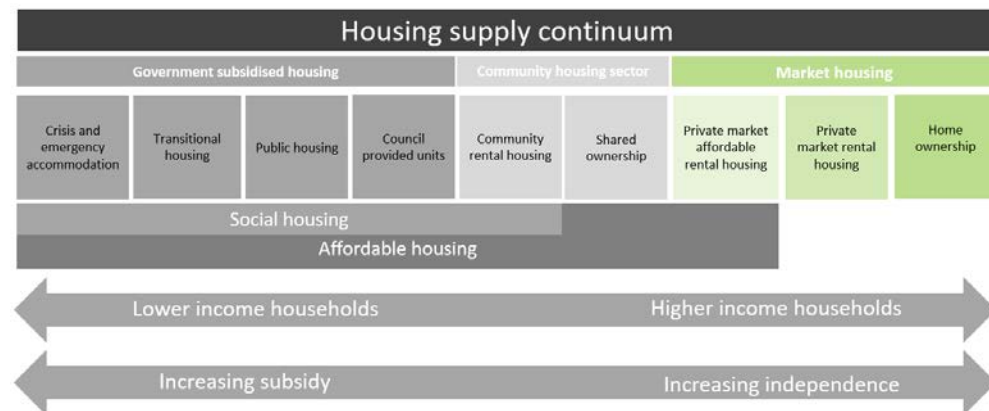 Housing supply continuum
Government subsidised housing
Community housing sector
Market housing
Crisis and
emergency
accommodation
Transitional
housing
Public housing
Council
provided units
Community
rental housing
Shared
ownership
Private market
affordable
rental housing
Private
market rental
housing
Home
ownership
Social housing
Affordable housing
Lower income households
Higher income households
Increasing subsidy
Increasing independence